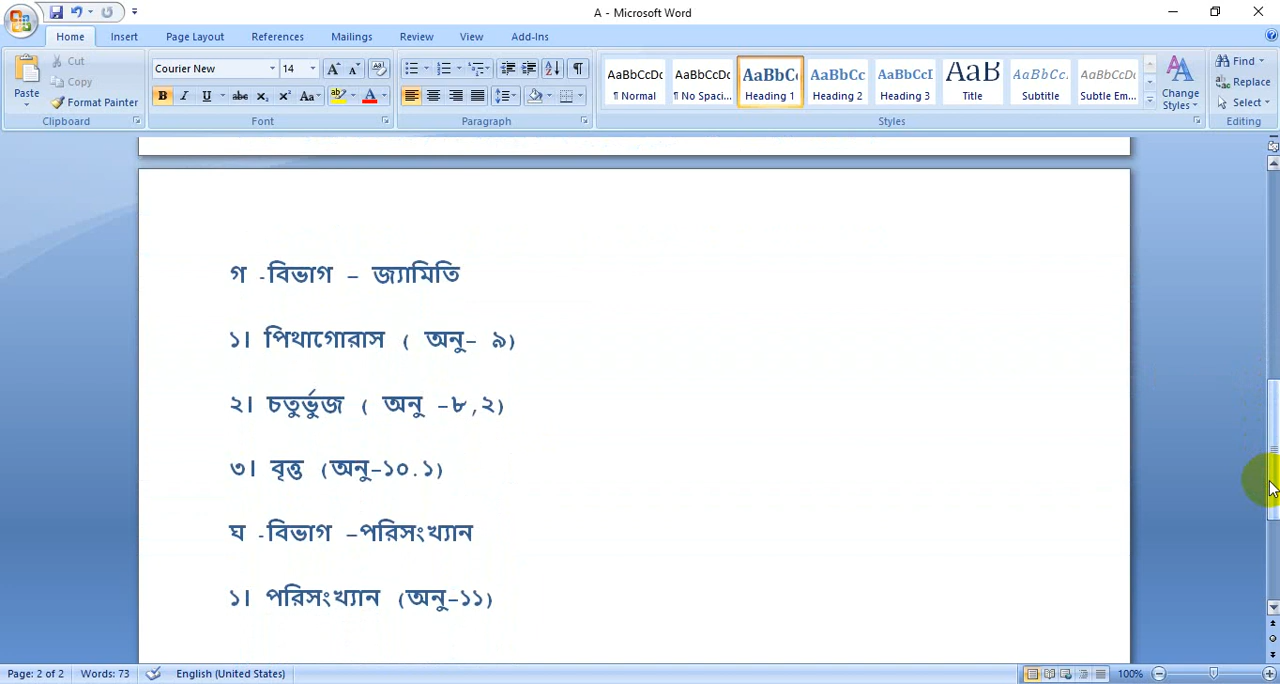 A - Microsoft Word
Home Insert Page Layout References Mailings Review View Add-Ins
Cut
Copy
Format Painter
Paste
Clipboard
Courier New 14
Font
Paragraph
AaBbCcDc AaBbCcDc AaBbC AaBbCc AaBbCcI AaB AaBbCc. AaBbCcDc
¶ Normal ¶ No Spaci... Heading 1 Heading 2 Heading 3 Title Subtitle Subtle Em...
Change Styles
Styles
Find
Replace
Select
Editing
গ -বিভাগ – জ্যামিতি
১। পিথাগোরাস ( অনু– ৯)
২। চতুর্ভুজ ( অনু –৮,২)
৩। বৃত্ত (অনু–১০.১)
ঘ -বিভাগ –পরিসংখ্যান
১। পরিসংখ্যান (অনু–১১)
Page: 2 of 2 Words: 73 English (United States) 100%